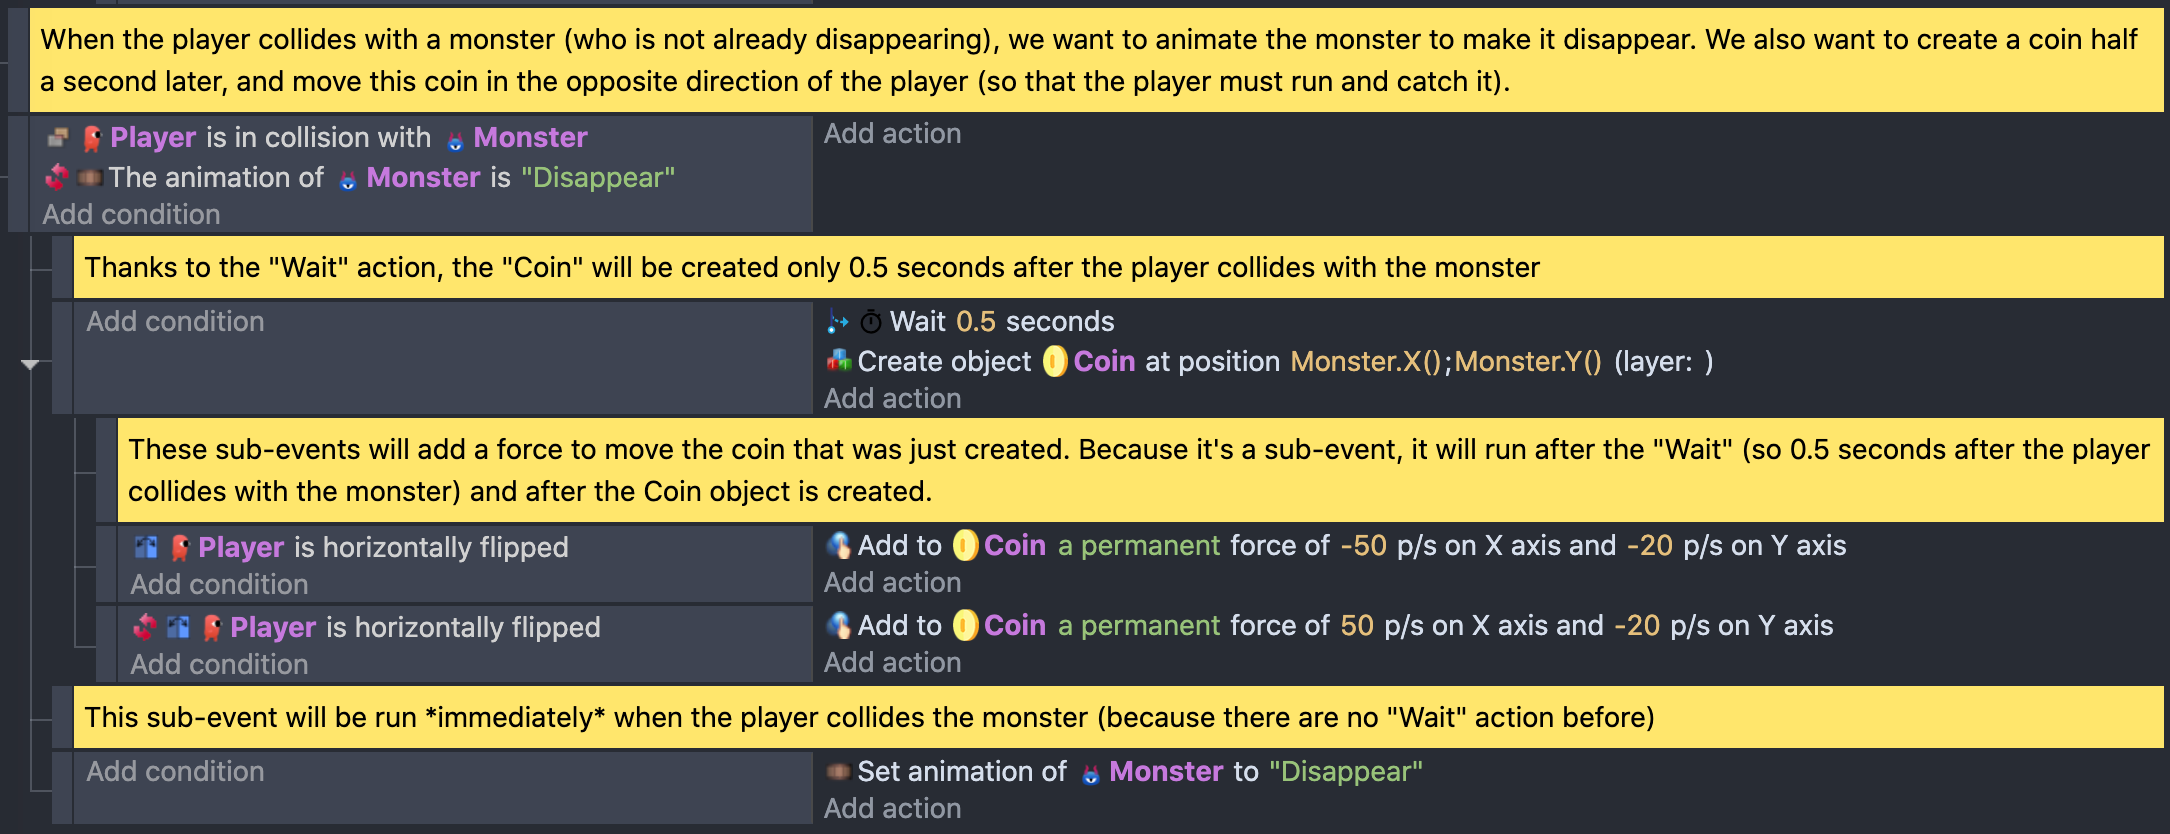 When the player collides with a monster (who is not already disappearing), we want to animate the monster to make it disappear. We also want to create a coin half
a second later, and move this coin in the opposite direction of the player (so that the player must run and catch it).
Player is in collision with Monster
Add action
The animation of Monster is "Disappear"
Add condition
Thanks to the "Wait" action, the "Coin" will be created only 0.5 seconds after the player collides with the monster
Add condition
Wait 0.5 seconds
Create object Coin at position Monster.X();Monster.Y() (layer: )
Add action
These sub-events will add a force to move the coin that was just created. Because it's a sub-event, it will run after the "Wait" (so 0.5 seconds after the player
collides with the monster) and after the Coin object is created.
Player is horizontally flipped
Add to Coin a permanent force of -50 p/s on X axis and -20 p/s on Y axis
Add condition
Add action
Player is horizontally flipped
Add to Coin a permanent force of 50 p/s on X axis and -20 p/s on Y axis
Add condition
Add action
This sub-event will be run *immediately* when the player collides the monster (because there are no "Wait" action before)
Add condition
Set animation of Monster to "Disappear"
Add action